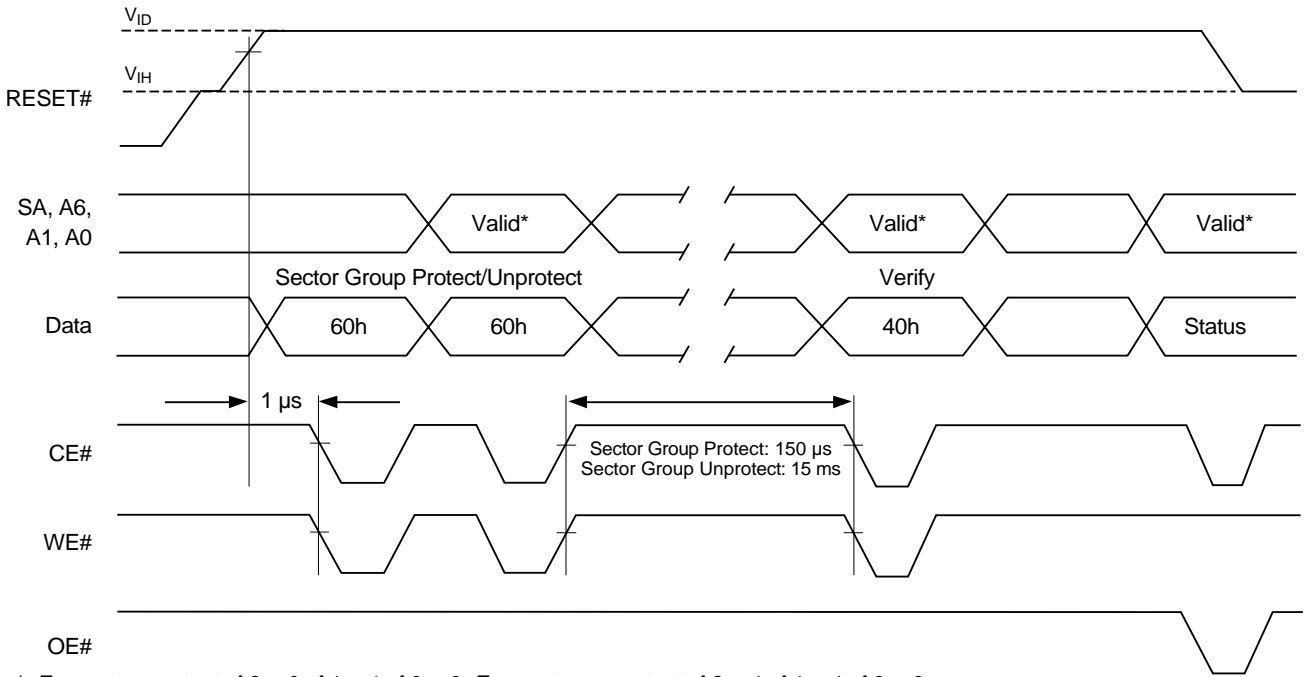 VID
VIH
RESET#
SA, A6,
A1, A0
Valid* Valid* Valid*
Sector Group Protect/Unprotect Verify
Data 60h 60h 40h Status
1 µs
CE#
Sector Group Protect: 150 µs
Sector Group Unprotect: 15 ms
WE#
OE#